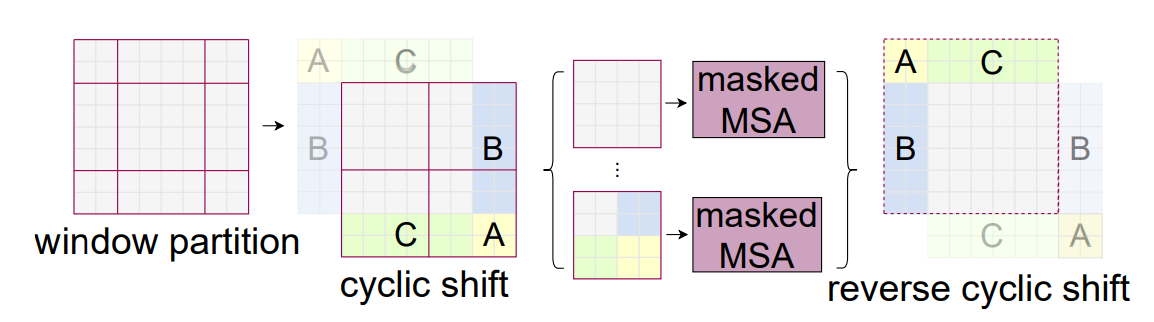 window partition
A C
B
B
C A
cyclic shift
masked
MSA
...
masked
MSA
A C
B B
C A
reverse cyclic shift